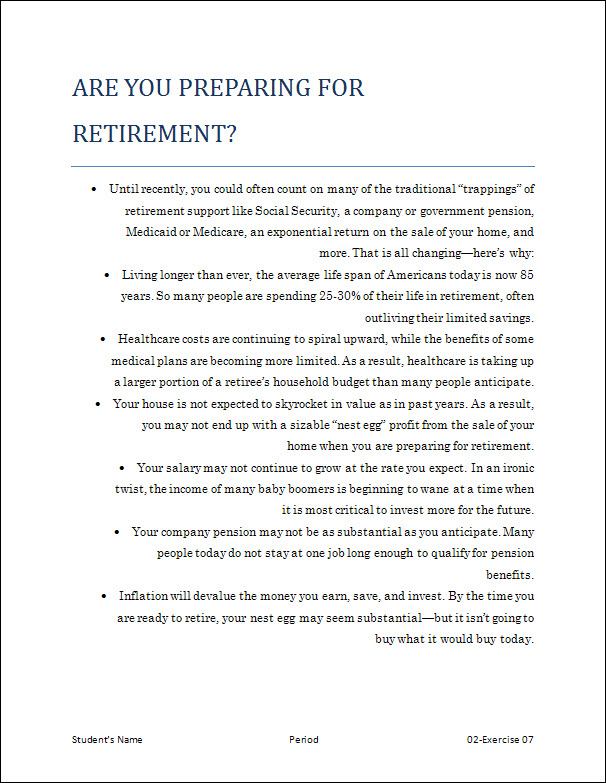 ARE YOU PREPARING FOR
RETIREMENT?
• Until recently, you could often count on many of the traditional “trappings” of
retirement support like Social Security, a company or government pension,
Medicaid or Medicare, an exponential return on the sale of your home, and
more. That is all changing—here’s why:
• Living longer than ever, the average life span of Americans today is now 85
years. So many people are spending 25-30% of their life in retirement, often
outliving their limited savings.
• Healthcare costs are continuing to spiral upward, while the benefits of some
medical plans are becoming more limited. As a result, healthcare is taking up
a larger portion of a retiree’s household budget than many people anticipate.
• Your house is not expected to skyrocket in value as in past years. As a result,
you may not end up with a sizable “nest egg” profit from the sale of your
home when you are preparing for retirement.
• Your salary may not continue to grow at the rate you expect. In an ironic
twist, the income of many baby boomers is beginning to wane at a time when
it is most critical to invest more for the future.
• Your company pension may not be as substantial as you anticipate. Many
people today do not stay at one job long enough to qualify for pension
benefits.
• Inflation will devalue the money you earn, save, and invest. By the time you
are ready to retire, your nest egg may seem substantial—but it isn’t going to
buy what it would buy today.
Student's Name Period 02-Exercise 07